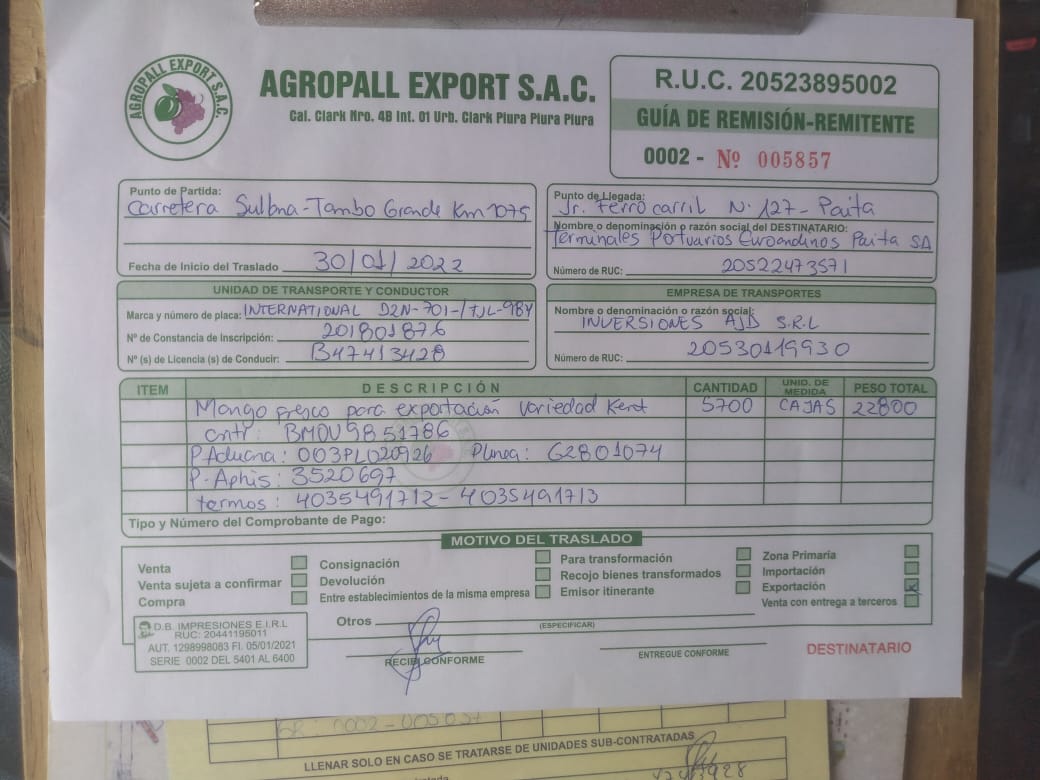 AGROPALL EXPORT S.A.C.
AGROPALL EXPORT S.A.C.
Cal. Clark Nro. 4B Int. 01 Urb. Clark Piura Piura Piura
R.U.C. 20523895002
GUÍA DE REMISIÓN-REMITENTE
0002 - Nº 005857
Punto de Partida:
Carretera Sullana-Tambo Grande Km 1075
Fecha de Inicio del Traslado 30/01/2022
Punto de Llegada:
Jr. Ferrocarril N° 127 - Paita
Nombre o denominación o razón social del DESTINATARIO:
Terminales Portuarios Euroandinos Paita SA
Número de RUC: 20522473571
UNIDAD DE TRANSPORTE Y CONDUCTOR
Marca y número de placa: INTERNATIONAL D2N-701-/TJL-984
Nº de Constancia de Inscripción: 201801876
Nº (s) de Licencia (s) de Conducir: B47413428
EMPRESA DE TRANSPORTES
Nombre o denominación o razón social:
INVERSIONES AJD S.R.L
Número de RUC: 20530119930
ITEM DESCRIPCIÓN CANTIDAD UNID. DE MEDIDA PESO TOTAL
Mango fresco para exportación Variedad Kent 5700 CAJAS 22800
cntr: BMOU9851786
P.Aduana: 003PL020926 P.Linea: G2801074
P-Aphis: 3520697
termos: 4035491712-4035491713
Tipo y Número del Comprobante de Pago:
MOTIVO DEL TRASLADO
Venta
Venta sujeta a confirmar
Compra
Consignación
Devolución
Entre establecimientos de la misma empresa
Para transformación
Recojo bienes transformados
Emisor itinerante
Zona Primaria
Importación
Exportación x
Venta con entrega a terceros
Otros
(ESPECIFICAR)
D.B. IMPRESIONES E.I.R.L
RUC: 20441195011
AUT. 1298998083 FI. 05/01/2021
SERIE 0002 DEL 5401 AL 6400
RECIBI CONFORME
ENTREGUE CONFORME
DESTINATARIO
GR: 0002-005857
LLENAR SOLO EN CASO DE TRATARSE DE UNIDADES SUB-CONTRATADAS